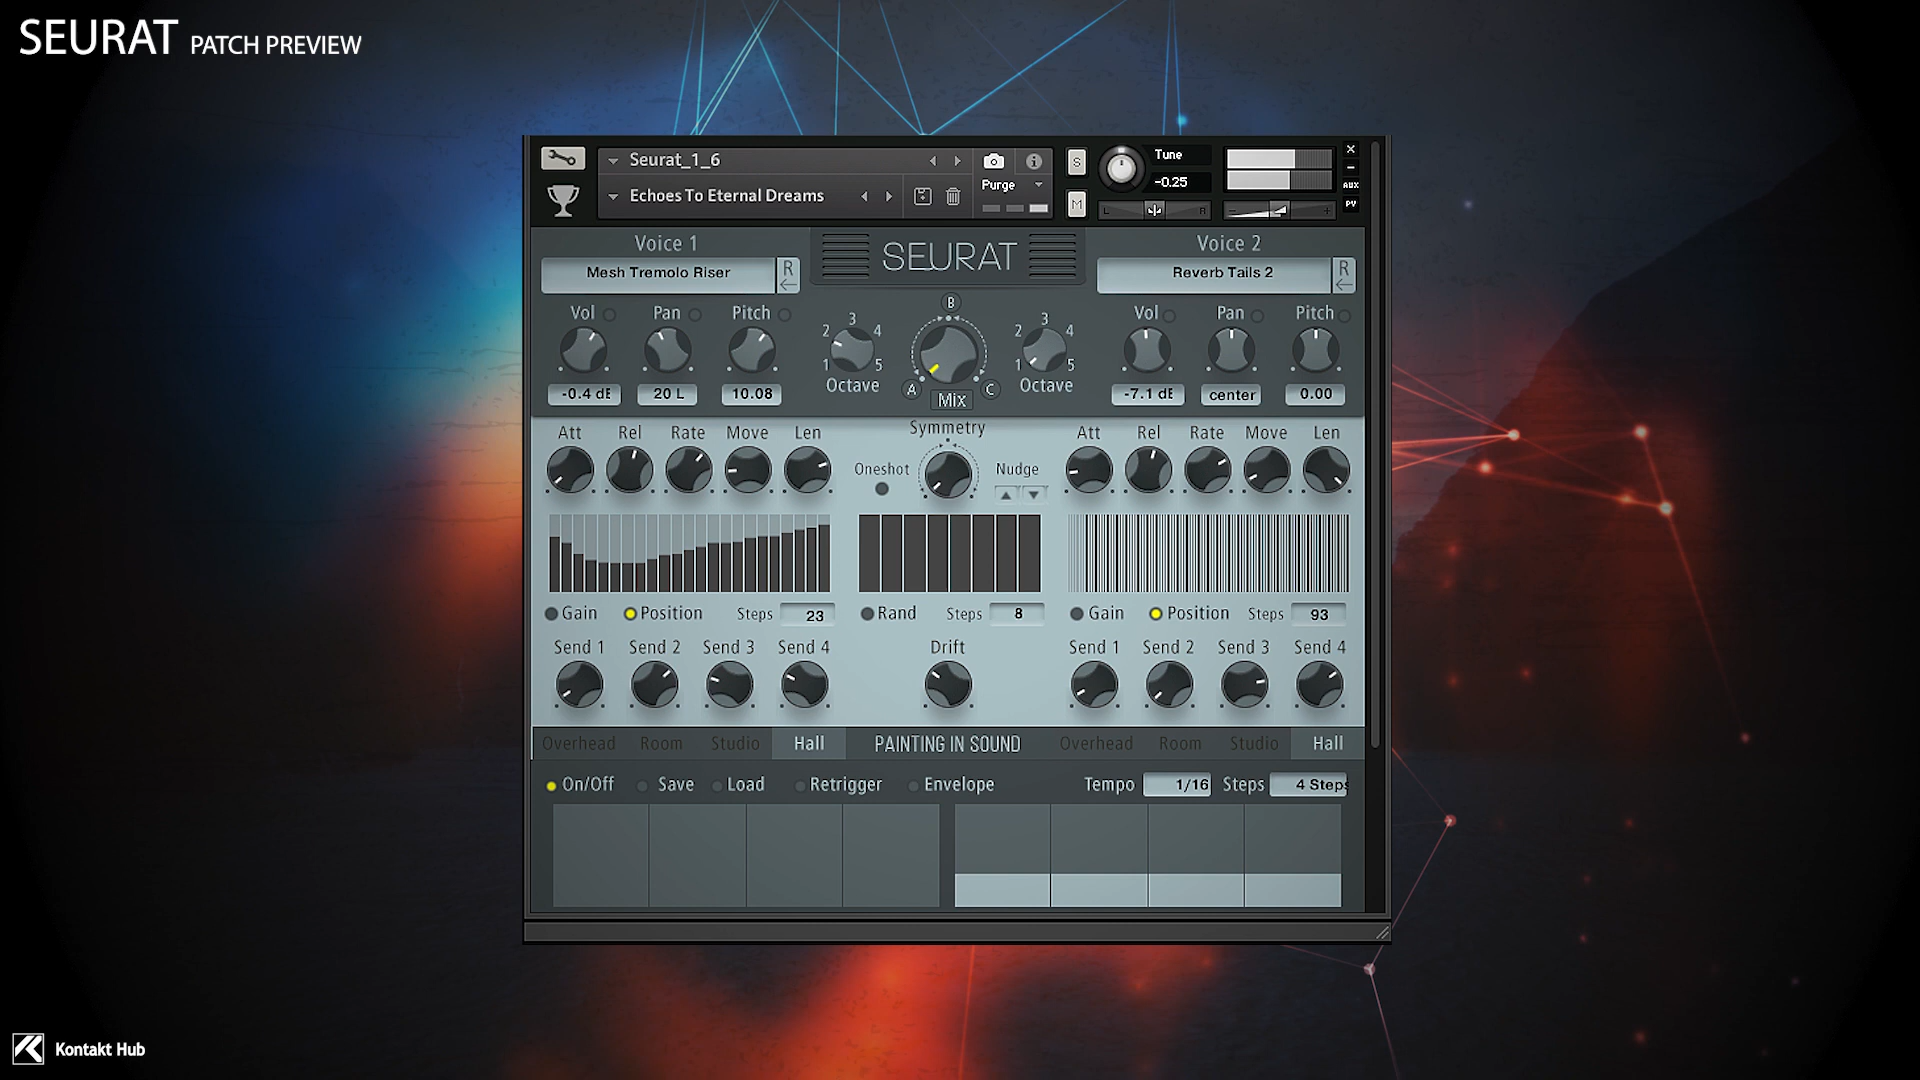 SEURAT PATCH PREVIEW
Seurat_1_6
Echoes To Eternal Dreams
Purge
S
M
Tune
-0.25
L R
- +
AUX
PV
Voice 1
SEURAT
Voice 2
Mesh Tremolo Riser R
Reverb Tails 2 R
Vol Pan Pitch
-0.4 dE 20 L 10.08
1 2 3 4 5
Octave
A B C
Mix
1 2 3 4 5
Octave
Vol Pan Pitch
-7.1 dE center 0.00
Att Rel Rate Move Len
Symmetry
Oneshot
Nudge
Att Rel Rate Move Len
Gain Position Steps 23
Rand Steps 8
Gain Position Steps 93
Send 1 Send 2 Send 3 Send 4
Drift
Send 1 Send 2 Send 3 Send 4
Overhead Room Studio Hall
PAINTING IN SOUND
Overhead Room Studio Hall
On/Off Save Load Retrigger Envelope
Tempo 1/16 Steps 4 Steps
Kontakt Hub